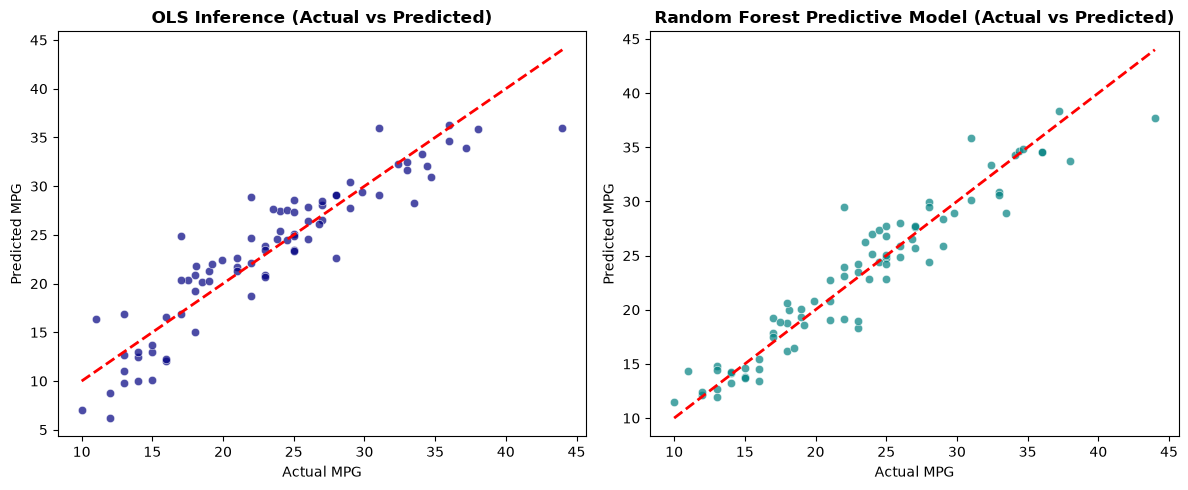 OLS Inference (Actual vs Predicted)
45
40
35
30
25
20
15
10
5
Predicted MPG
10 15 20 25 30 35 40 45
Actual MPG
Random Forest Predictive Model (Actual vs Predicted)
45
40
35
30
25
20
15
10
Predicted MPG
10 15 20 25 30 35 40 45
Actual MPG